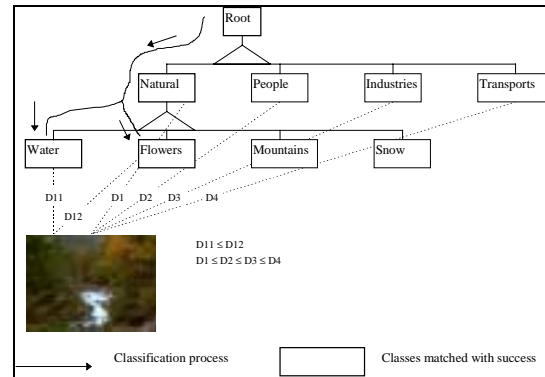 Root
Natural People Industries Transports
Water Flowers Mountains Snow
D11 D1 D2 D3 D4
D12
D11 ≤ D12
D1 ≤ D2 ≤ D3 ≤ D4
Classification process Classes matched with success